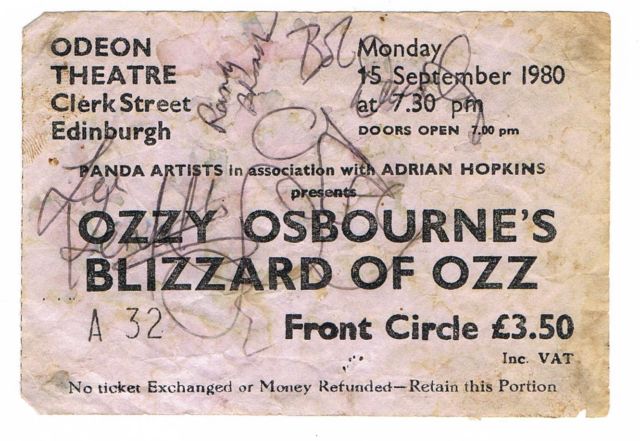 ODEON
THEATRE
Clerk Street
Edinburgh
Monday
15 September 1980
at 7.30 pm
DOORS OPEN 7.00 pm
PANDA ARTISTS in association with ADRIAN HOPKINS
presents
OZZY OSBOURNE'S
BLIZZARD OF OZZ
A 32
Front Circle £3.50
Inc. VAT
No ticket Exchanged or Money Refunded—Retain this Portion
Randy